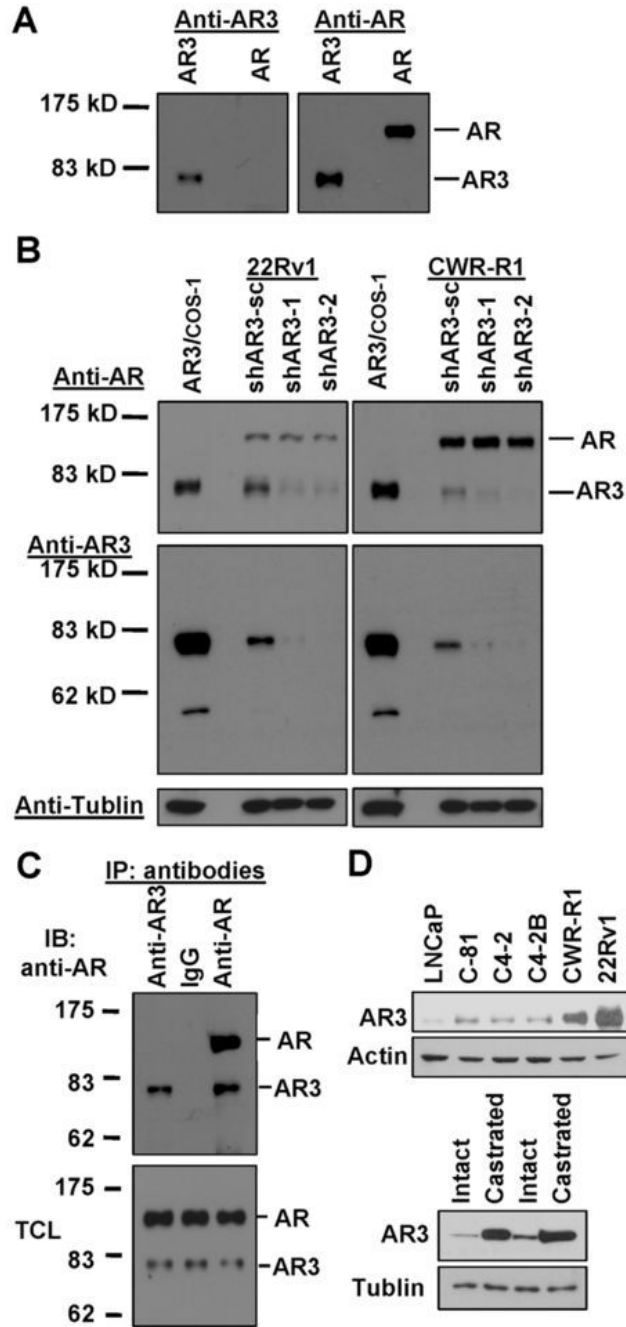 A
Anti-AR3 Anti-AR
AR3 AR AR3 AR
175 kD
83 kD
AR
AR3
B
22Rv1 CWR-R1
AR3/COS-1 shAR3-sc shAR3-1 shAR3-2 AR3/COS-1 shAR3-sc shAR3-1 shAR3-2
Anti-AR
175 kD
AR
83 kD
AR3
Anti-AR3
175 kD
83 kD
62 kD
Anti-Tublin
C
IP: antibodies
Anti-AR3 IgG Anti-AR
IB:
anti-AR
175
AR
83
AR3
62
175
TCL
AR
83
AR3
62
D
LNCaP C-81 C4-2 C4-2B CWR-R1 22Rv1
AR3
Actin
Intact Castrated Intact Castrated
AR3
Tublin